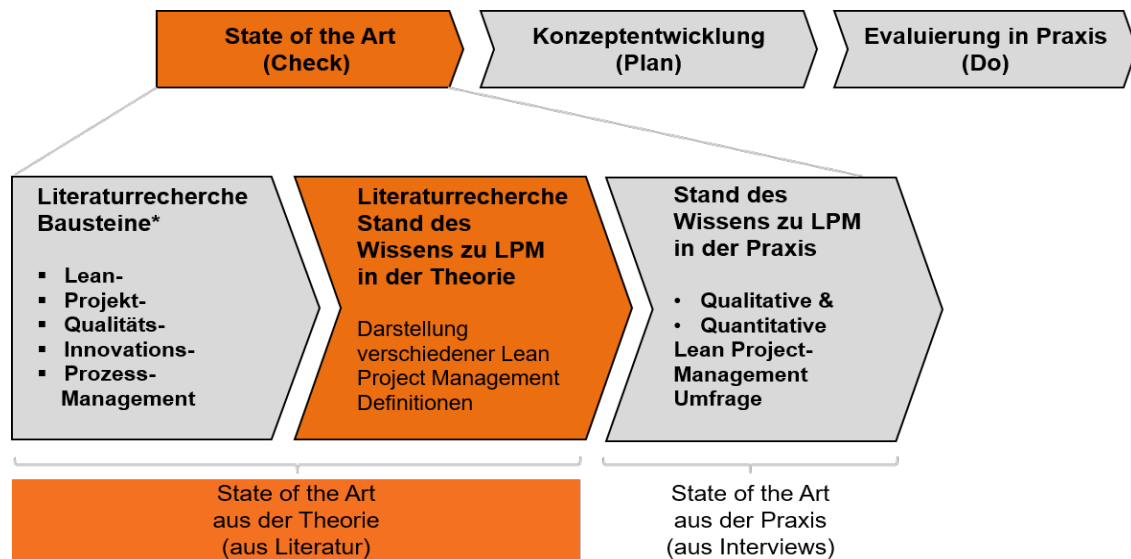 State of the Art
(Check)
Konzeptentwicklung
(Plan)
Evaluierung in Praxis
(Do)
Literaturrecherche
Bausteine*
▪ Lean-
▪ Projekt-
▪ Qualitäts-
▪ Innovations-
▪ Prozess-
Management
Literaturrecherche
Stand des
Wissens zu LPM
in der Theorie
Darstellung
verschiedener Lean
Project Management
Definitionen
Stand des
Wissens zu LPM
in der Praxis
• Qualitative &
• Quantitative
Lean Project-
Management
Umfrage
State of the Art
aus der Theorie
(aus Literatur)
State of the Art
aus der Praxis
(aus Interviews)